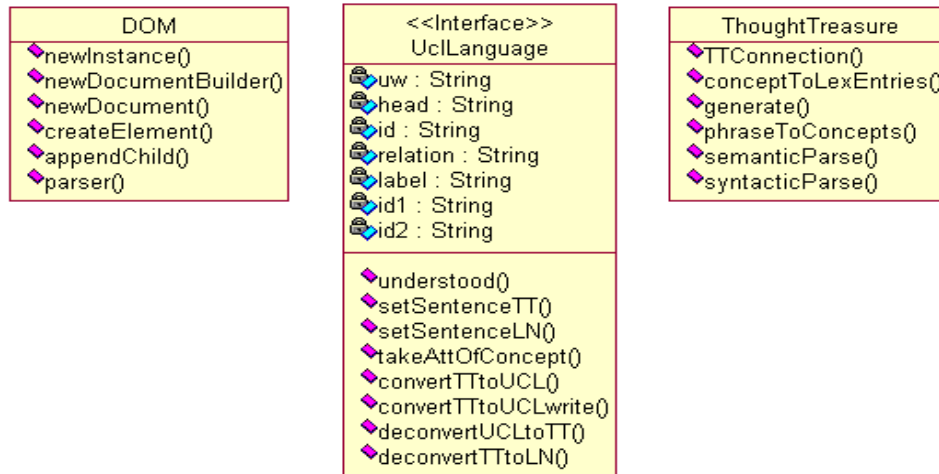 DOM
newInstance()
newDocumentBuilder()
newDocument()
createElement()
appendChild()
parser()
<<Interface>>
UclLanguage
uw : String
head : String
id : String
relation : String
label : String
id1 : String
id2 : String
understood()
setSentenceTT()
setSentenceLN()
takeAttOfConcept()
convertTTtoUCL()
convertTTtoUCLwrite()
deconvertUCLtoTT()
deconvertTTtoLN()
ThoughtTreasure
TTConnection()
conceptToLexEntries()
generate()
phraseToConcepts()
semanticParse()
syntacticParse()